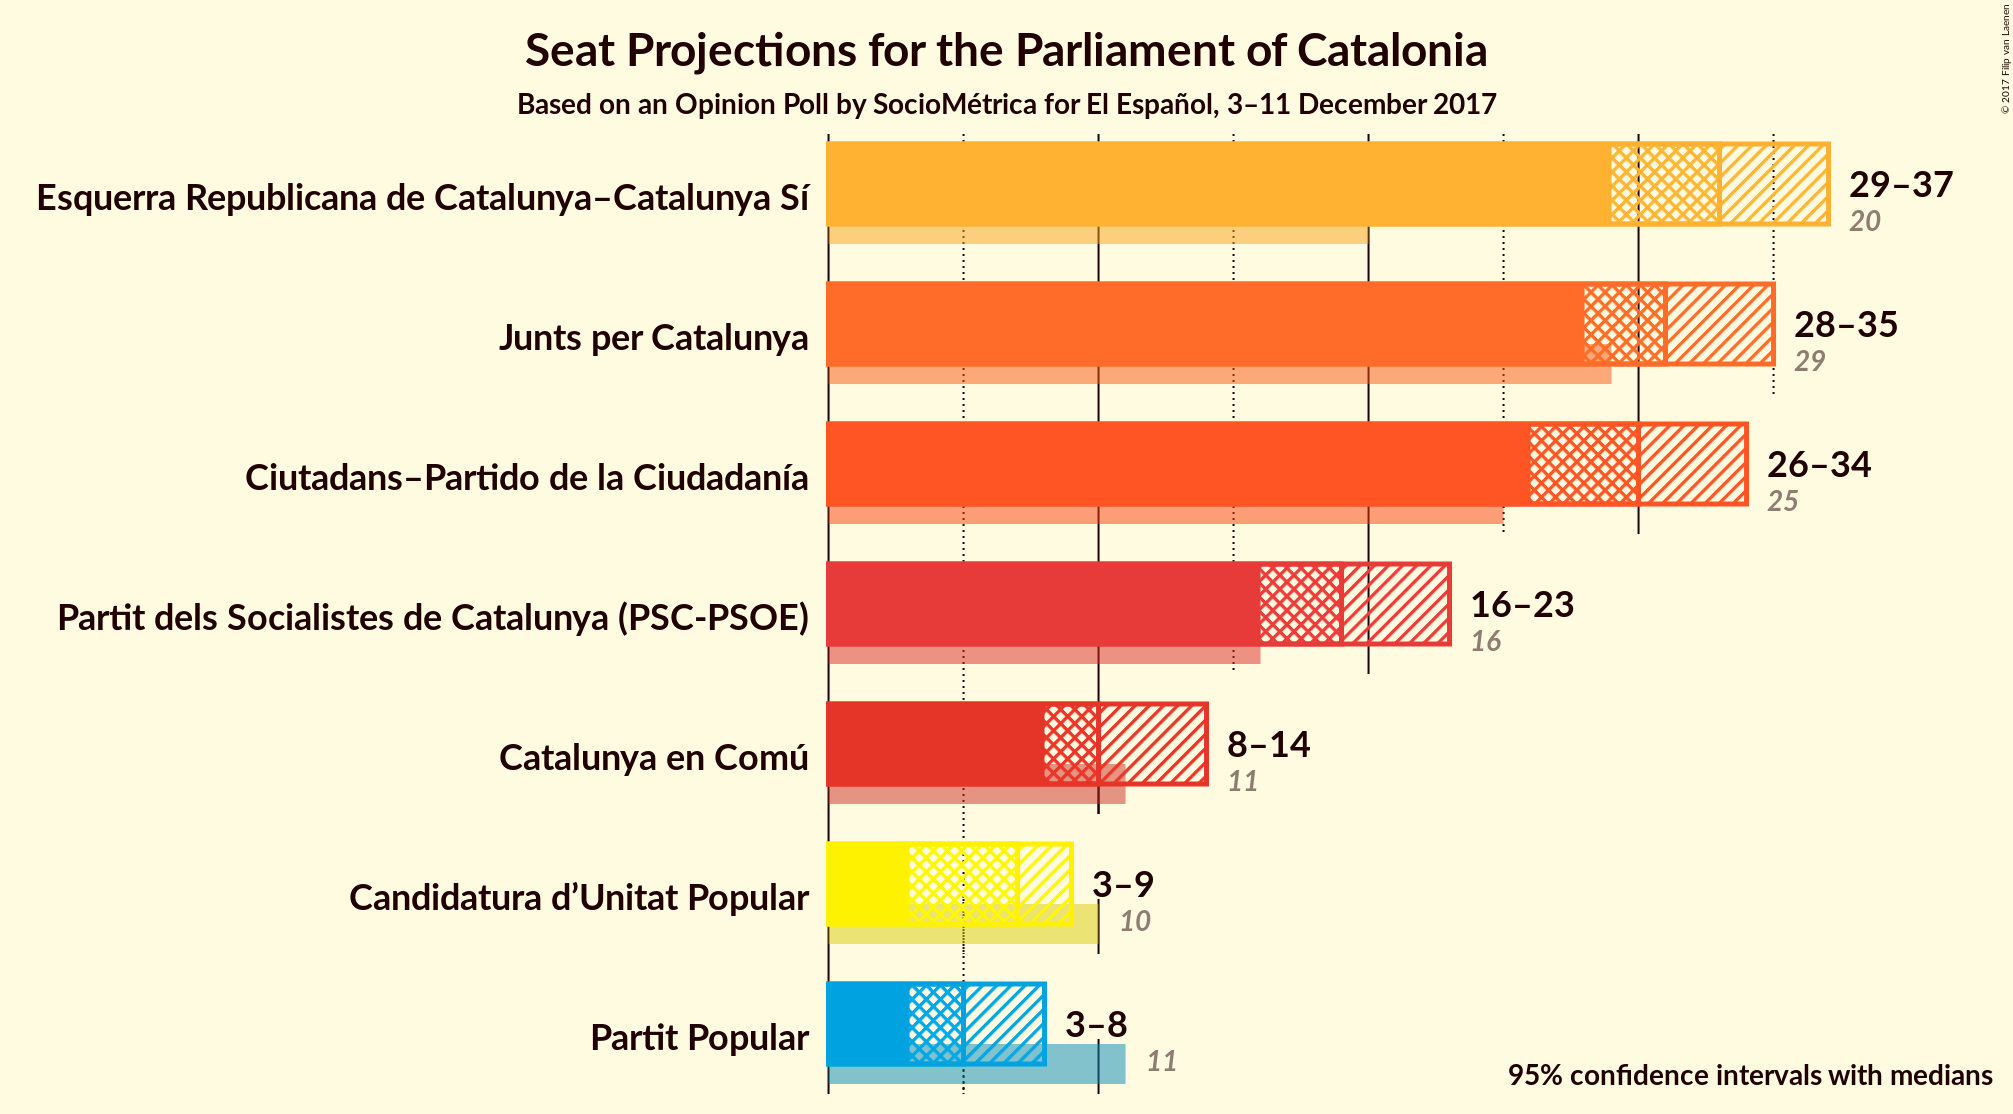 Seat Projections for the Parliament of Catalonia
Based on an Opinion Poll by SocioMétrica for El Español, 3–11 December 2017
© 2017 Filip van Laenen
Esquerra Republicana de Catalunya–Catalunya Sí
29–37
20
Junts per Catalunya
28–35
29
Ciutadans–Partido de la Ciudadanía
26–34
25
Partit dels Socialistes de Catalunya (PSC-PSOE)
16–23
16
Catalunya en Comú
8–14
11
Candidatura d’Unitat Popular
3–9
10
Partit Popular
3–8
11
95% confidence intervals with medians